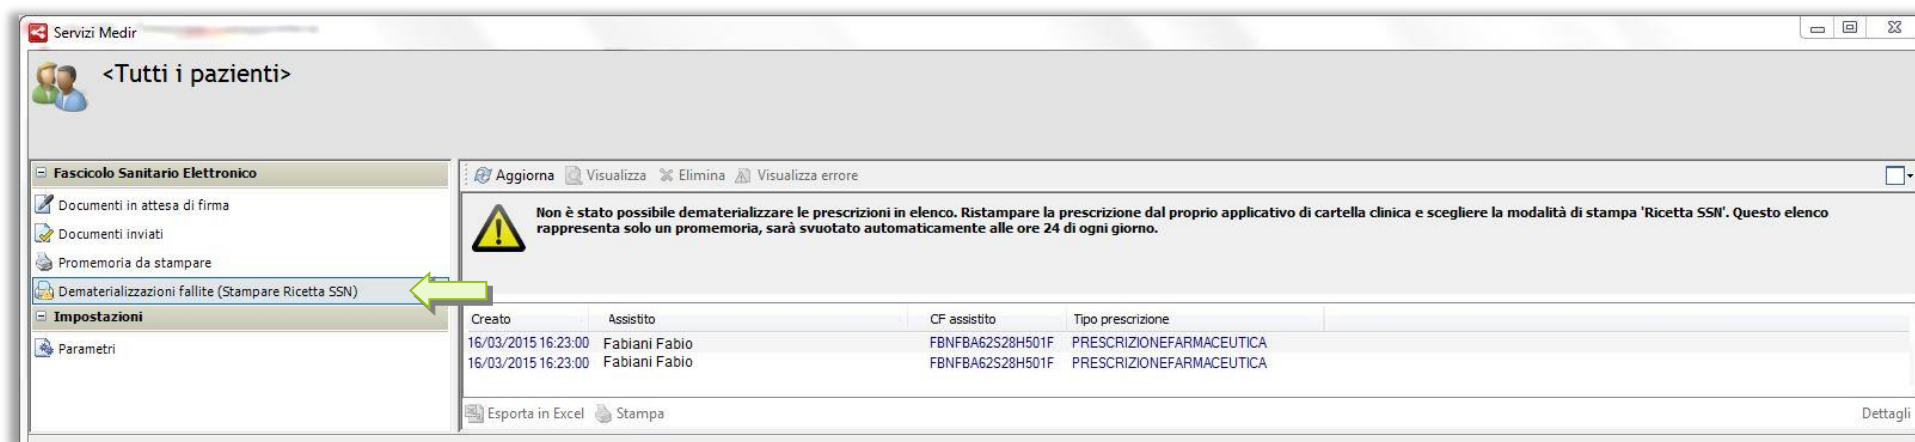 Servizi Medir
<Tutti i pazienti>
Fascicolo Sanitario Elettronico
Documenti in attesa di firma
Documenti inviati
Promemoria da stampare
Dematerializzazioni fallite (Stampare Ricetta SSN)
Impostazioni
Parametri
Aggiorna Visualizza Elimina Visualizza errore
Non è stato possibile dematerializzare le prescrizioni in elenco. Ristampare la prescrizione dal proprio applicativo di cartella clinica e scegliere la modalità di stampa 'Ricetta SSN'. Questo elenco
rappresenta solo un promemoria, sarà svuotato automaticamente alle ore 24 di ogni giorno.
Creato Assistito CF assistito Tipo prescrizione
16/03/2015 16:23:00 Fabiani Fabio FBNFBA62S28H501F PRESCRIZIONEFARMACEUTICA
16/03/2015 16:23:00 Fabiani Fabio FBNFBA62S28H501F PRESCRIZIONEFARMACEUTICA
Esporta in Excel Stampa Dettagli